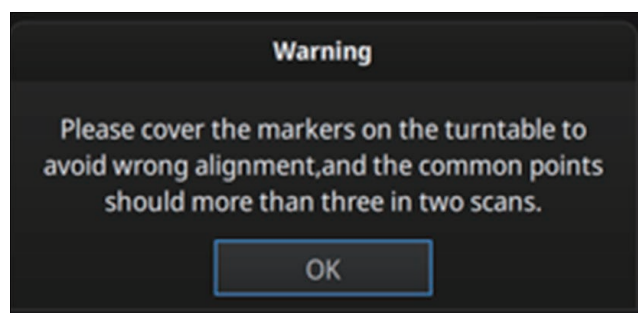 Warning
Please cover the markers on the turntable to
avoid wrong alignment,and the common points
should more than three in two scans.
OK